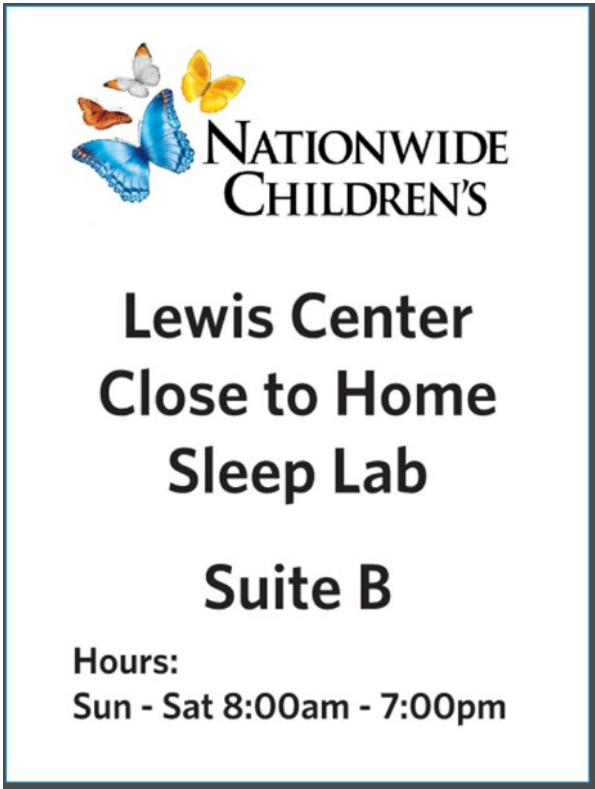 NATIONWIDE
CHILDREN'S
Lewis Center
Close to Home
Sleep Lab
Suite B
Hours:
Sun - Sat 8:00am - 7:00pm